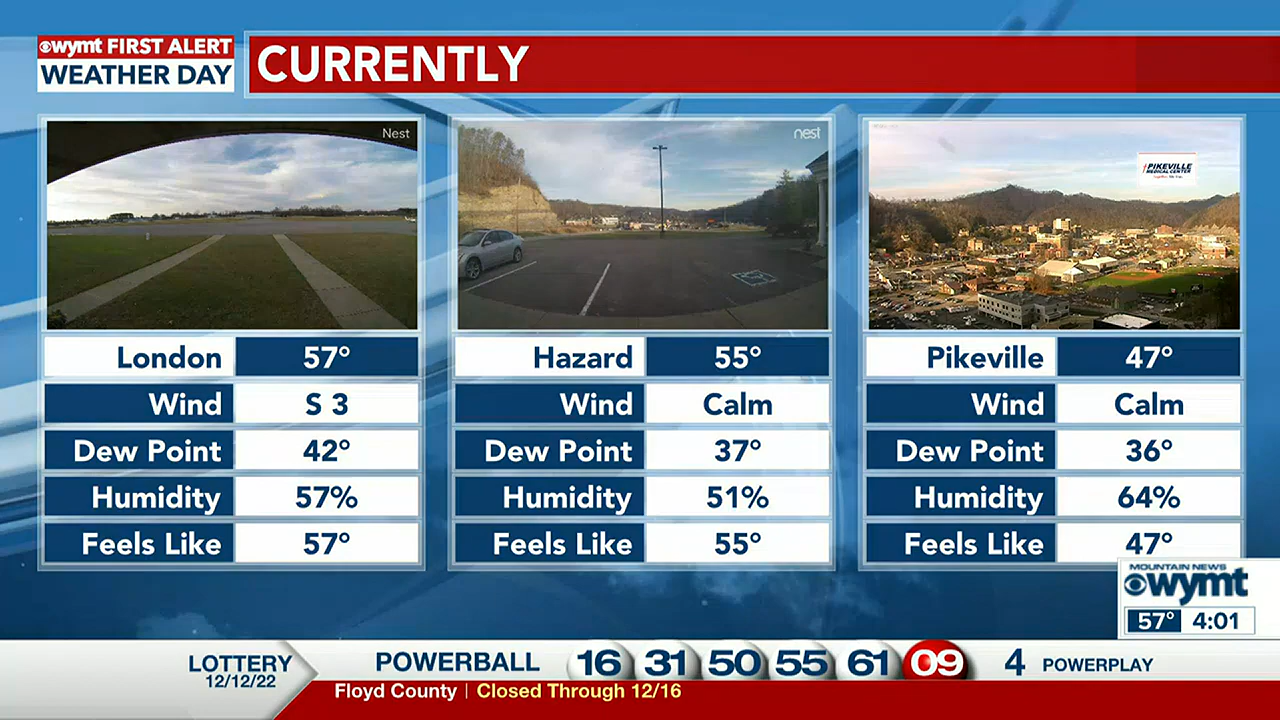 wymt FIRST ALERT
WEATHER DAY
CURRENTLY
Nest
nest
PIKEVILLE
MEDICAL CENTER
London 57°
Wind S 3
Dew Point 42°
Humidity 57%
Feels Like 57°
Hazard 55°
Wind Calm
Dew Point 37°
Humidity 51%
Feels Like 55°
Pikeville 47°
Wind Calm
Dew Point 36°
Humidity 64%
Feels Like 47°
MOUNTAIN NEWS
wymt
57° 4:01
LOTTERY
12/12/22
POWERBALL 16 31 50 55 61 09 4 POWERPLAY
Floyd County | Closed Through 12/16